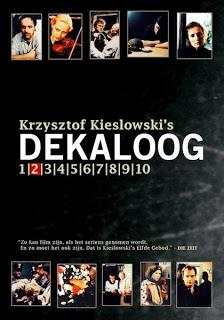 Krzysztof Kieslowski's
DEKALOOG
1|2|3|4|5|6|7|8|9|10
"Zo kan film zijn, als het serieus genomen wordt.
En zo moet het ook zijn. Dat is Kieslowski's Elfde Gebod." - DIE ZEIT